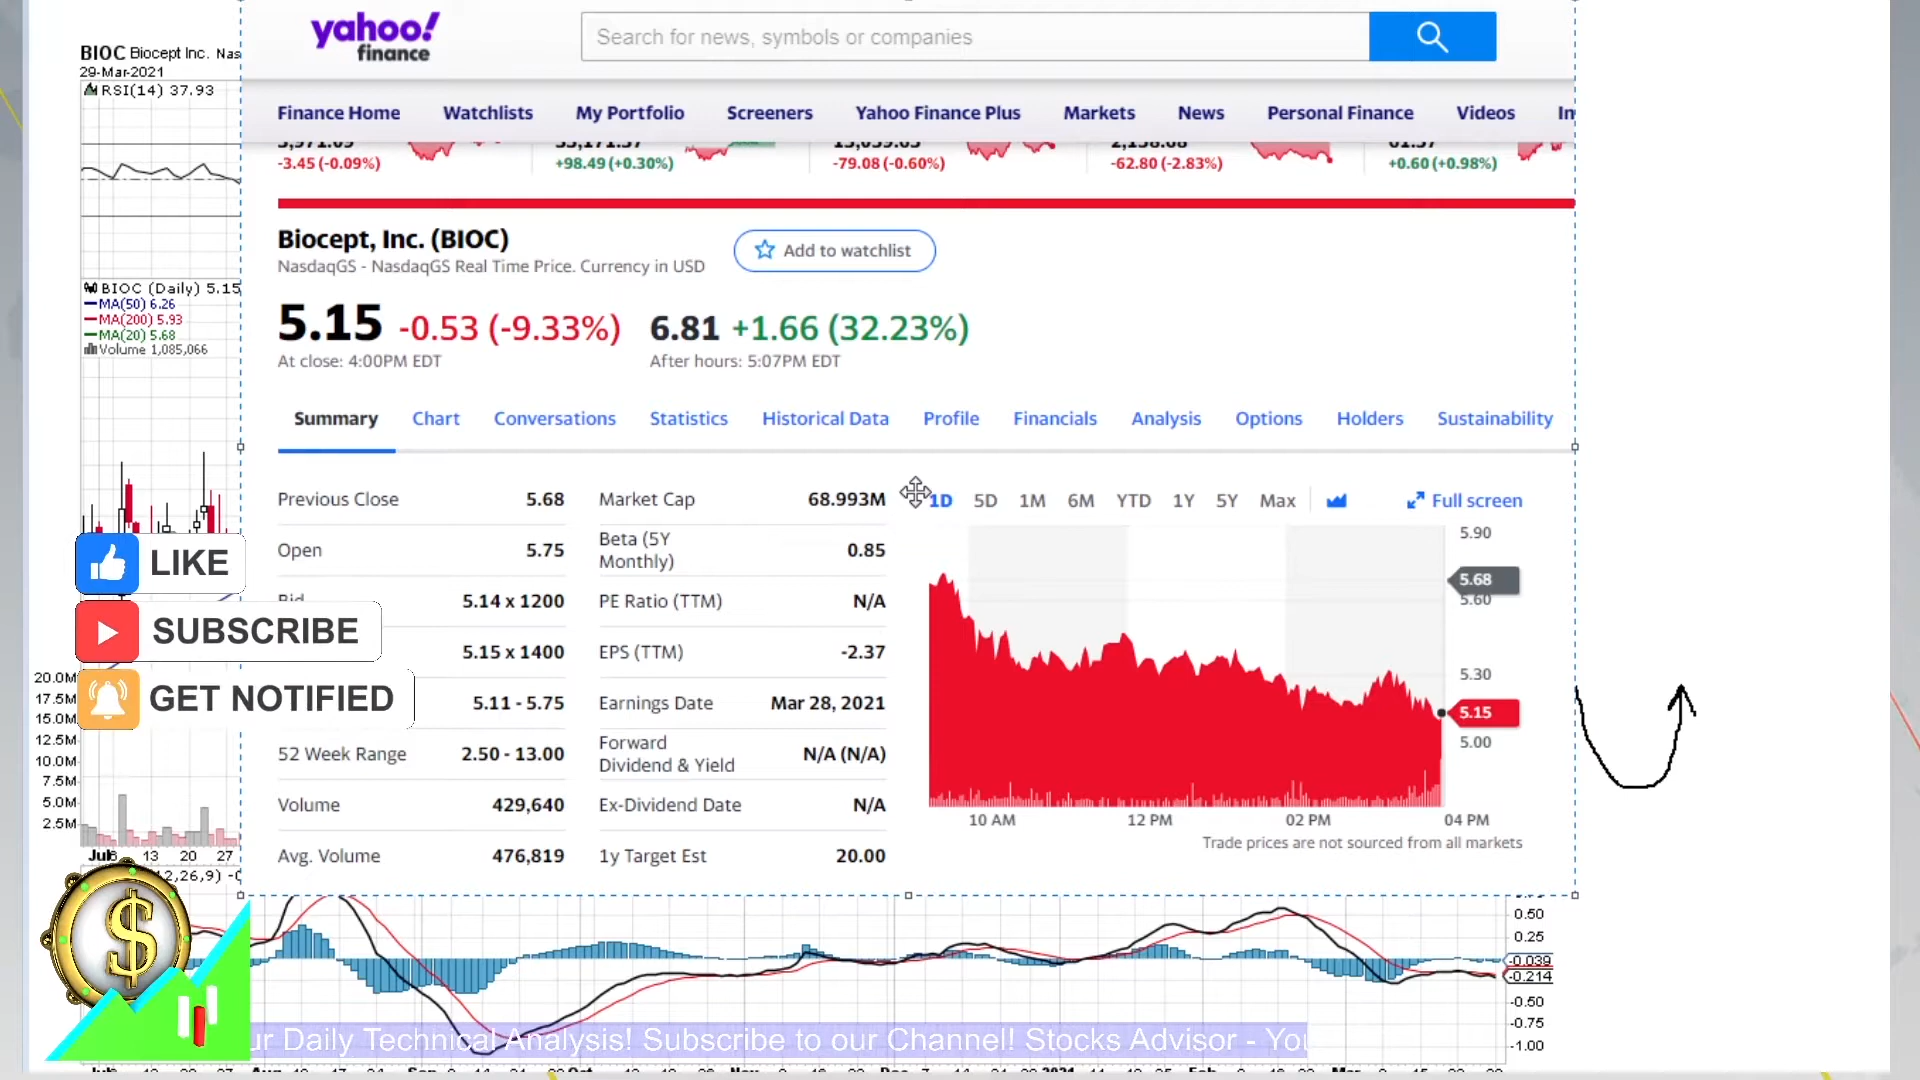 yahoo!
finance
Search for news, symbols or companies
BIOC Biocept Inc. Nas
29-Mar-2021
RSI(14) 37.93
Finance Home Watchlists My Portfolio Screeners Yahoo Finance Plus Markets News Personal Finance Videos In
-3.45 (-0.09%) +98.49 (+0.30%) -79.08 (-0.60%) -62.80 (-2.83%) +0.60 (+0.98%)
Biocept, Inc. (BIOC)
NasdaqGS - NasdaqGS Real Time Price. Currency in USD
Add to watchlist
BIOC (Daily) 5.15
MA(50) 6.26
MA(200) 5.93
MA(20) 5.68
Volume 1,085,066
5.15 -0.53 (-9.33%) 6.81 +1.66 (32.23%)
At close: 4:00PM EDT After hours: 5:07PM EDT
Summary Chart Conversations Statistics Historical Data Profile Financials Analysis Options Holders Sustainability
Previous Close 5.68
Open 5.75
5.14 x 1200
5.15 x 1400
5.11 - 5.75
52 Week Range 2.50 - 13.00
Volume 429,640
Avg. Volume 476,819
Market Cap 68.993M
Beta (5Y
Monthly) 0.85
PE Ratio (TTM) N/A
EPS (TTM) -2.37
Earnings Date Mar 28, 2021
Forward
Dividend & Yield N/A (N/A)
Ex-Dividend Date N/A
1y Target Est 20.00
1D 5D 1M 6M YTD 1Y 5Y Max Full screen
5.90
5.68
5.60
5.30
5.15
5.00
10 AM 12 PM 02 PM 04 PM
Trade prices are not sourced from all markets
LIKE
SUBSCRIBE
GET NOTIFIED
20.0M
17.5M
15.0M
12.5M
10.0M
7.5M
5.0M
2.5M
13 20 27
12,26,9)
0.50
0.25
-0.039
-0.214
-0.50
-0.75
-1.00
ur Daily Technical Analysis! Subscribe to our Channel! Stocks Advisor - You